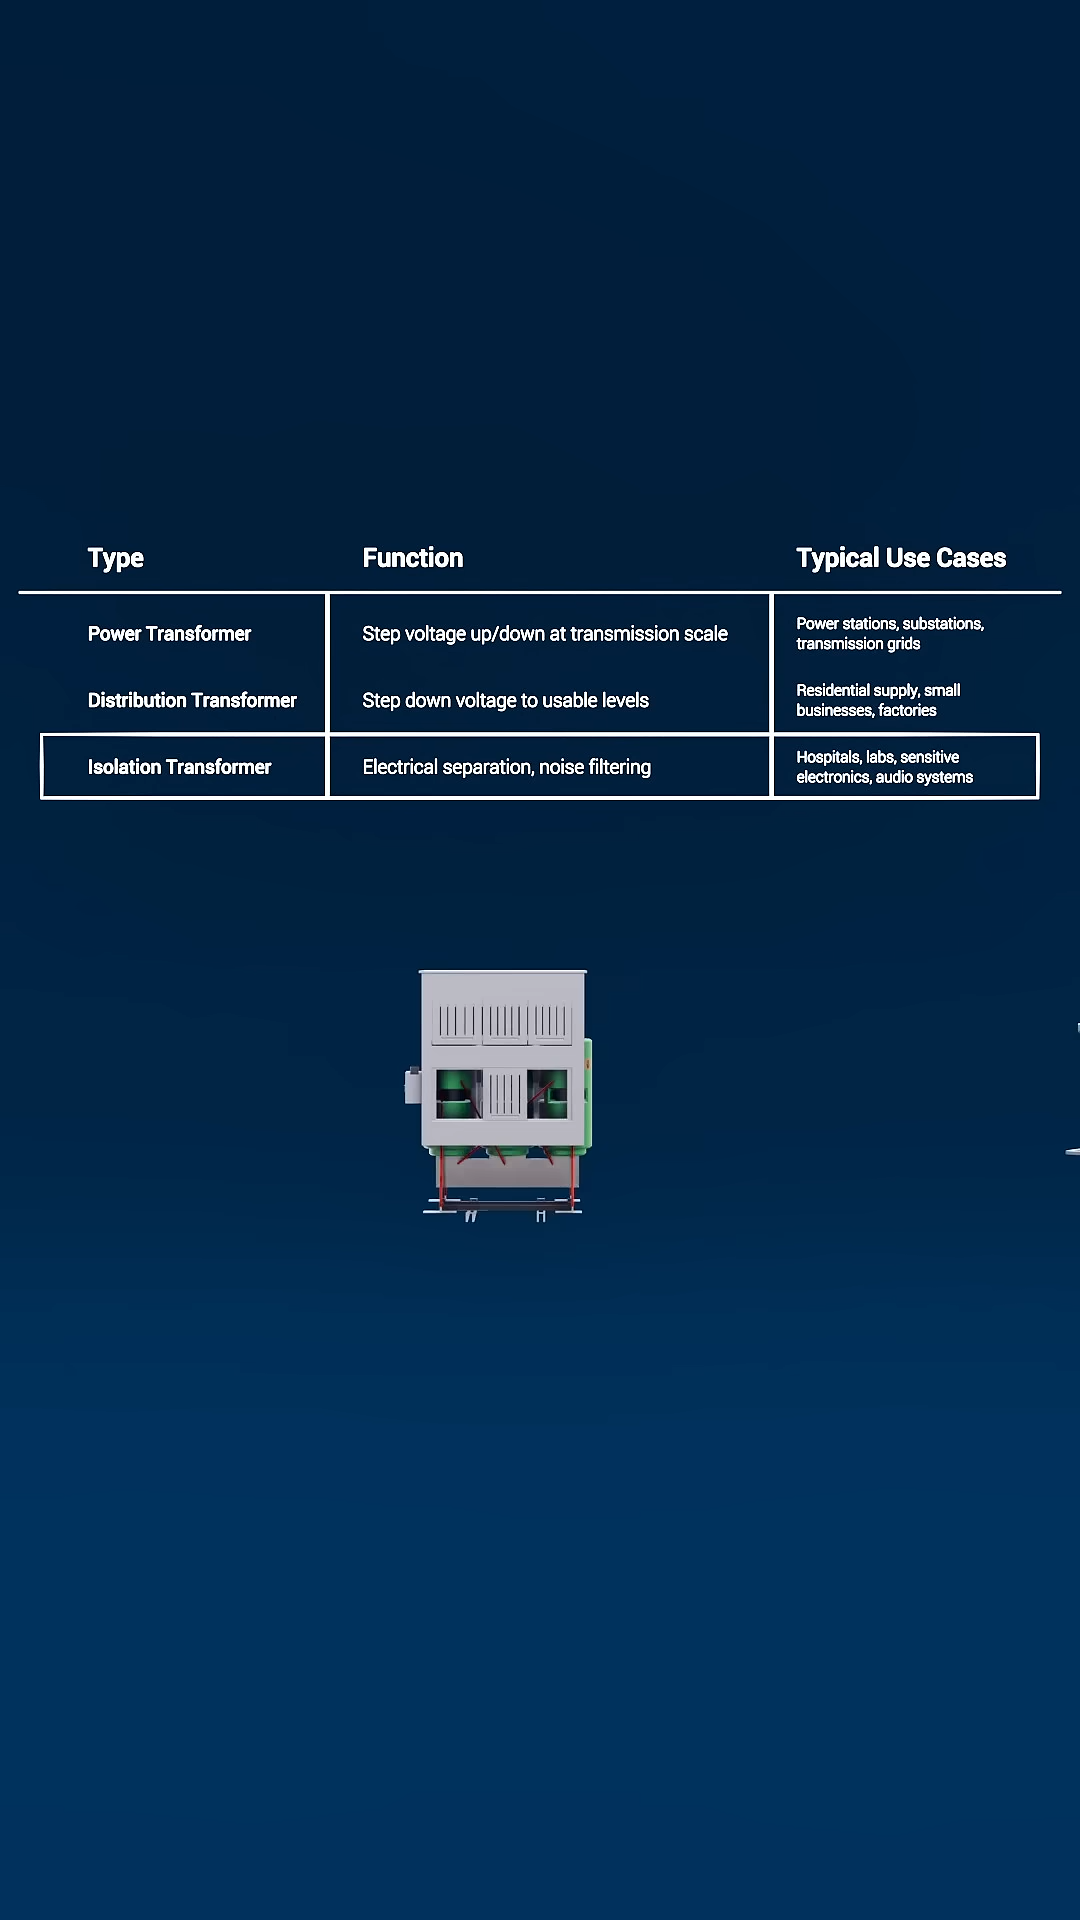 Type Function Typical Use Cases
Power Transformer Step voltage up/down at transmission scale Power stations, substations,
transmission grids
Distribution Transformer Step down voltage to usable levels Residential supply, small
businesses, factories
Isolation Transformer Electrical separation, noise filtering Hospitals, labs, sensitive
electronics, audio systems